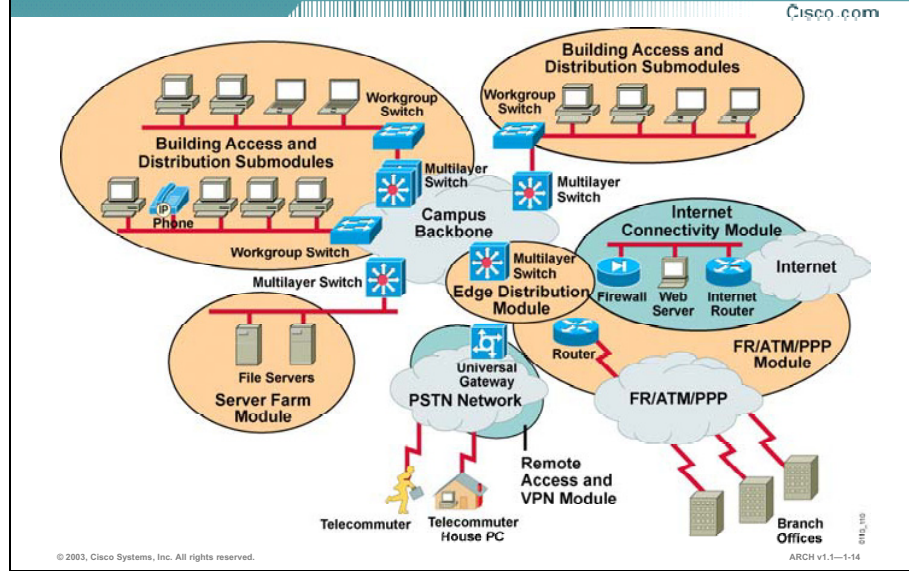 Cisco.com
Building Access and
Distribution Submodules
Workgroup
Switch
Building Access and
Distribution Submodules
Multilayer
Switch
IP
Phone
Workgroup Switch
Workgroup
Switch
Multilayer
Switch
Campus
Backbone
Multilayer Switch
File Servers
Server Farm
Module
Multilayer
Switch
Edge Distribution
Module
Internet
Connectivity Module
Firewall
Web
Server
Internet
Router
Internet
Router
FR/ATM/PPP
Module
FR/ATM/PPP
Universal
Gateway
PSTN Network
Remote
Access and
VPN Module
Telecommuter
Telecommuter
House PC
Branch
Offices
0110_110
© 2003, Cisco Systems, Inc. All rights reserved.
ARCH v1.1—1-14